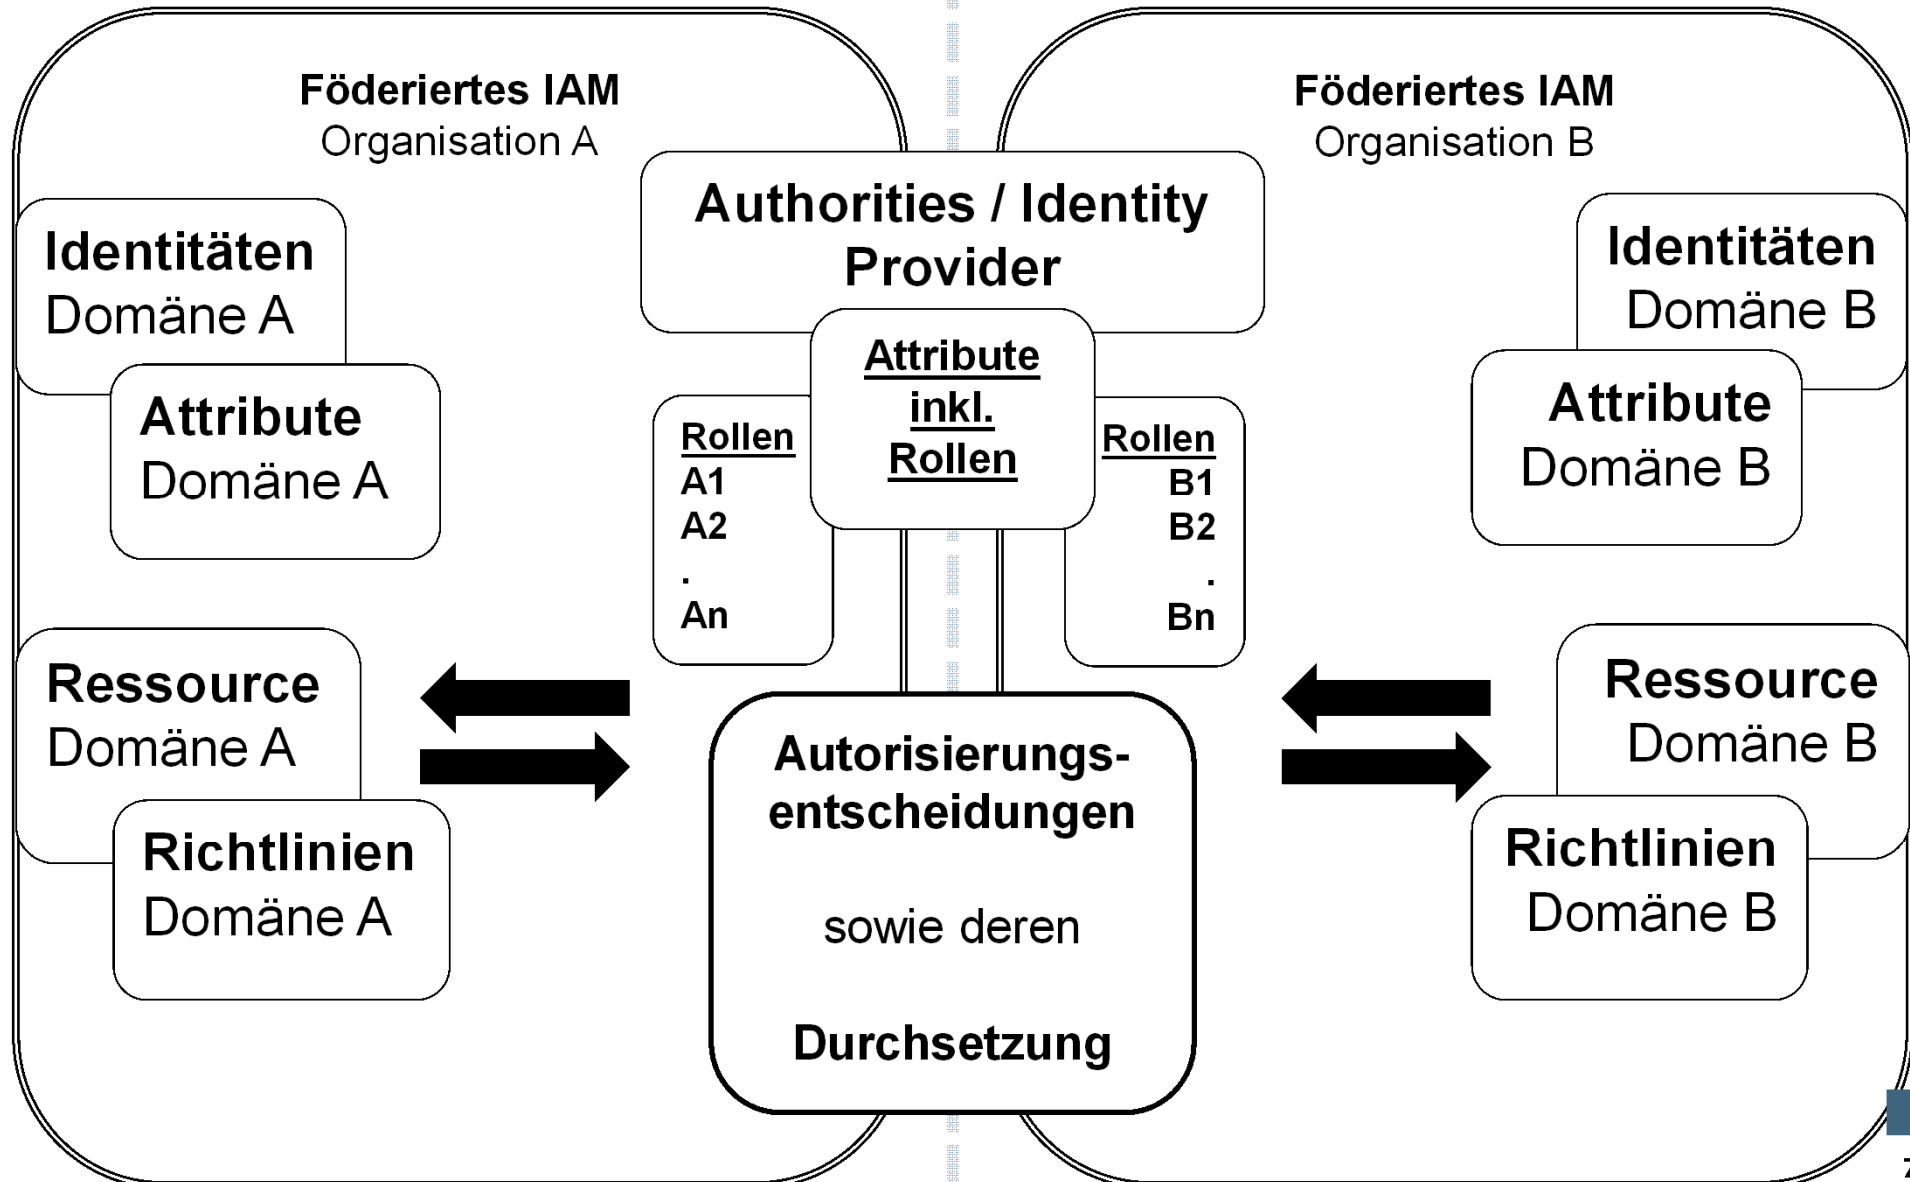 Föderiertes IAM
Organisation A
Föderiertes IAM
Organisation B
Authorities / Identity
Provider
Identitäten
Domäne A
Attribute
Domäne A
Attribute
inkl.
Rollen
Rollen
A1
A2
.
An
Rollen
B1
B2
.
Bn
Identitäten
Domäne B
Attribute
Domäne B
Ressource
Domäne A
Richtlinien
Domäne A
Autorisierungs-
entscheidungen
sowie deren
Durchsetzung
Ressource
Domäne B
Richtlinien
Domäne B
7